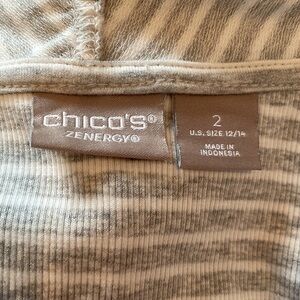 chico's®
ZENERGY®
2
U.S. SIZE 12/14
MADE IN
INDONESIA